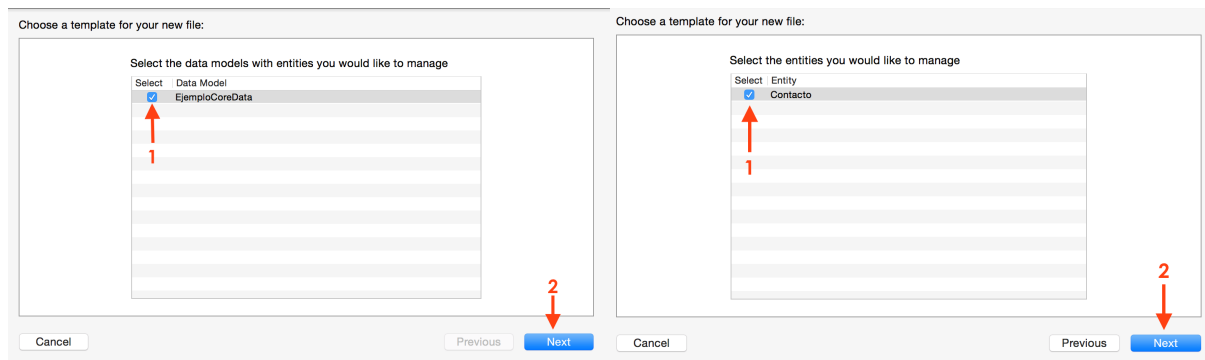 Choose a template for your new file:
Select the data models with entities you would like to manage
Select Data Model
EjemploCoreData
1
2
Cancel Previous Next
Choose a template for your new file:
Select the entities you would like to manage
Select Entity
Contacto
1
2
Cancel Previous Next